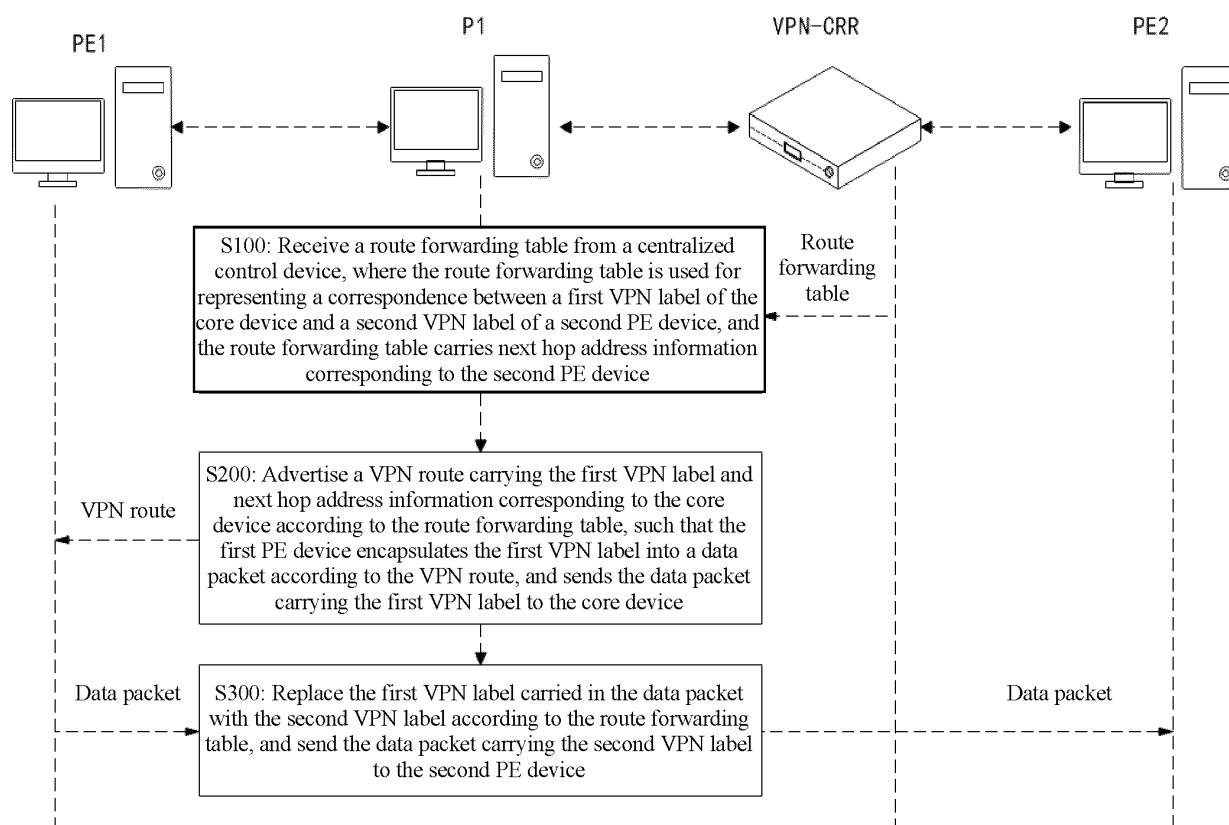 PE1
P1
VPN-CRR
PE2
S100: Receive a route forwarding table from a centralized
control device, where the route forwarding table is used for
representing a correspondence between a first VPN label of the
core device and a second VPN label of a second PE device, and
the route forwarding table carries next hop address information
corresponding to the second PE device
Route
forwarding
table
S200: Advertise a VPN route carrying the first VPN label and
next hop address information corresponding to the core
device according to the route forwarding table, such that the
first PE device encapsulates the first VPN label into a data
packet according to the VPN route, and sends the data packet
carrying the first VPN label to the core device
VPN route
Data packet
S300: Replace the first VPN label carried in the data packet
with the second VPN label according to the route forwarding
table, and send the data packet carrying the second VPN label
to the second PE device
Data packet